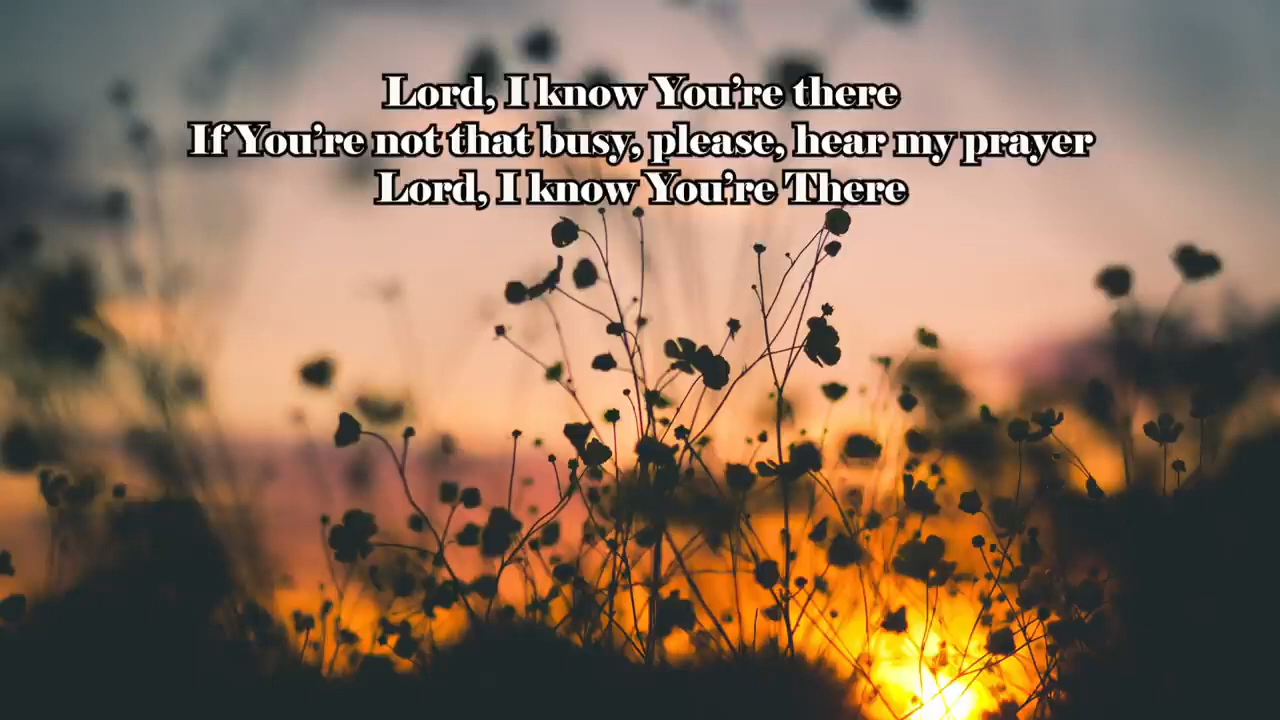 Lord, I know You're there
If You're not that busy, please, hear my prayer
Lord, I know You're There